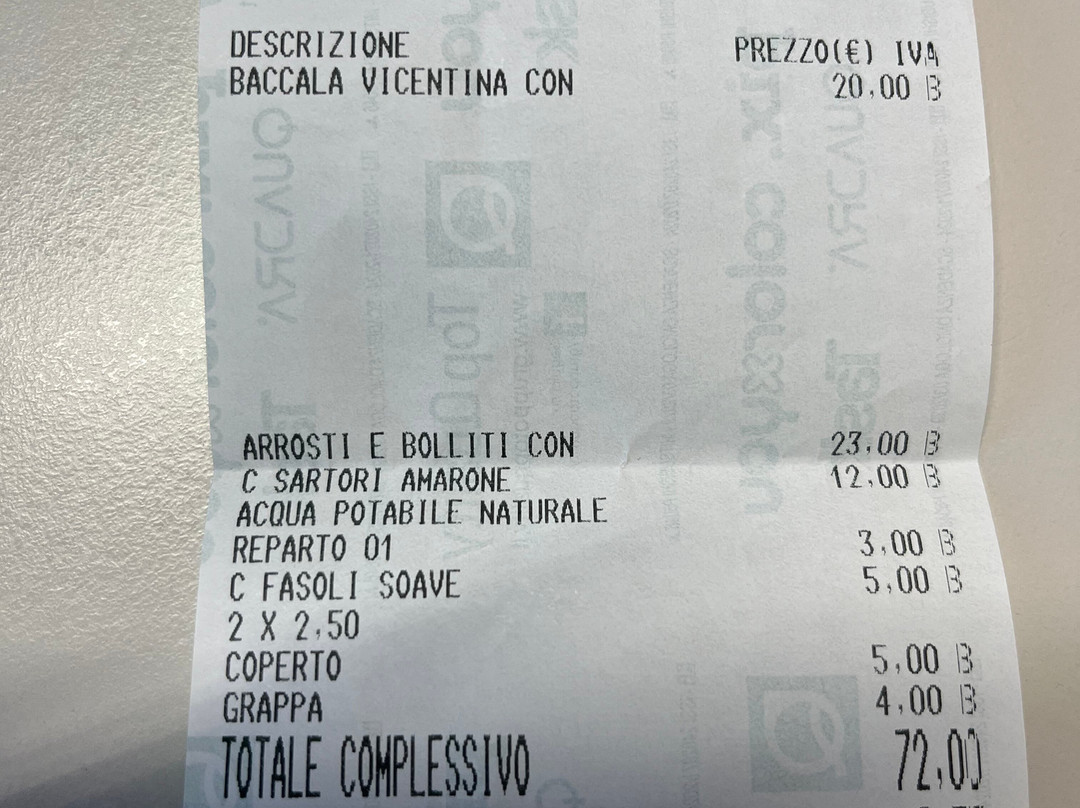 DESCRIZIONE PREZZO(€) IVA
BACCALA VICENTINA CON 20,00 B
ARROSTI E BOLLITI CON 23,00 B
C SARTORI AMARONE 12,00 B
ACQUA POTABILE NATURALE
REPARTO 01 3,00 B
C FASOLI SOAVE 5,00 B
2 X 2,50
COPERTO 5,00 B
GRAPPA 4,00 B
TOTALE COMPLESSIVO 72,00